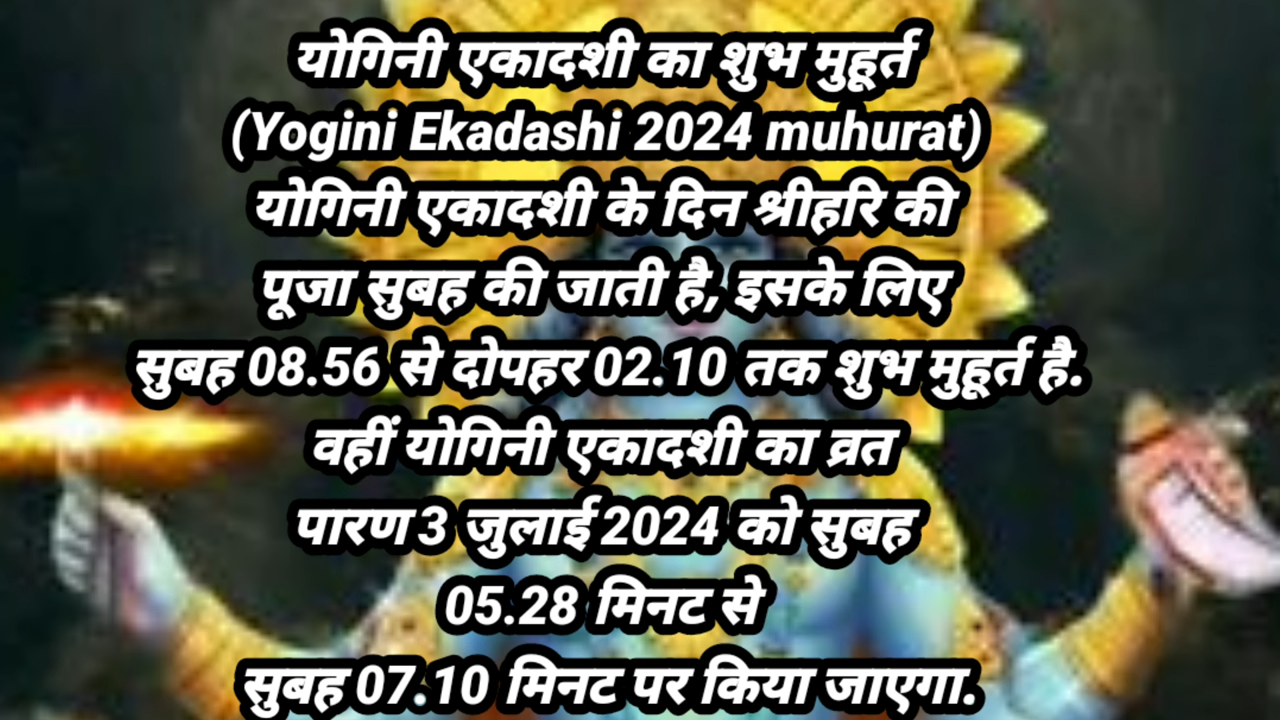 योगिनी एकादशी का शुभ मुहूर्त
(Yogini Ekadashi 2024 muhurat)
योगिनी एकादशी के दिन श्रीहरि की
पूजा सुबह की जाती है, इसके लिए
सुबह 08.56 से दोपहर 02.10 तक शुभ मुहूर्त है.
वहीं योगिनी एकादशी का व्रत
पारण 3 जुलाई 2024 को सुबह
05.28 मिनट से
सुबह 07.10 मिनट पर किया जाएगा.